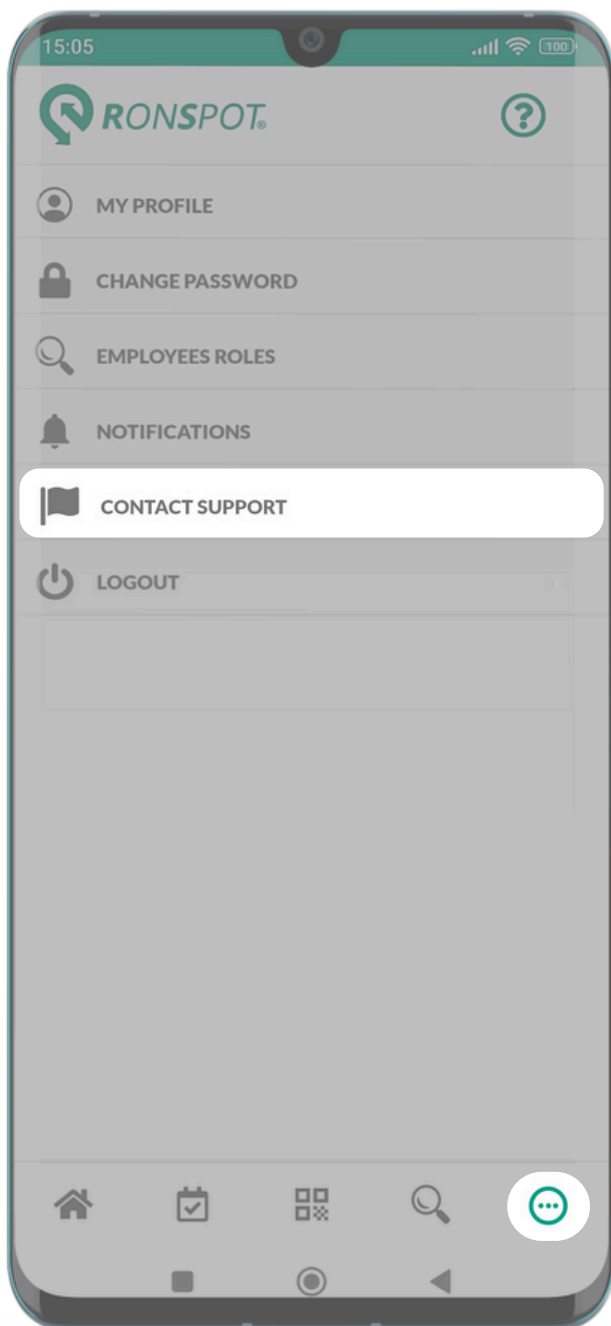 15:05
100
RONSPOT®
MY PROFILE
CHANGE PASSWORD
EMPLOYEES ROLES
NOTIFICATIONS
CONTACT SUPPORT
LOGOUT